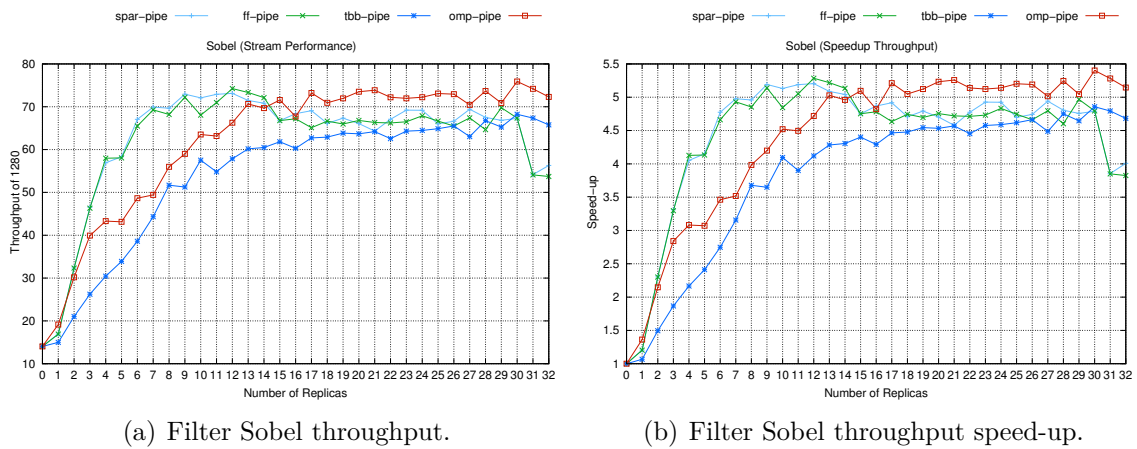 spar-pipe ff-pipe tbb-pipe omp-pipe
Sobel (Stream Performance)
80
70
60
50
40
30
20
10
Throughput of 1280
0 1 2 3 4 5 6 7 8 9 10 11 12 13 14 15 16 17 18 19 20 21 22 23 24 25 26 27 28 29 30 31 32
Number of Replicas
(a) Filter Sobel throughput.
spar-pipe ff-pipe tbb-pipe omp-pipe
Sobel (Speedup Throughput)
5.5
5
4.5
4
3.5
3
2.5
2
1.5
1
Speed-up
0 1 2 3 4 5 6 7 8 9 10 11 12 13 14 15 16 17 18 19 20 21 22 23 24 25 26 27 28 29 30 31 32
Number of Replicas
(b) Filter Sobel throughput speed-up.